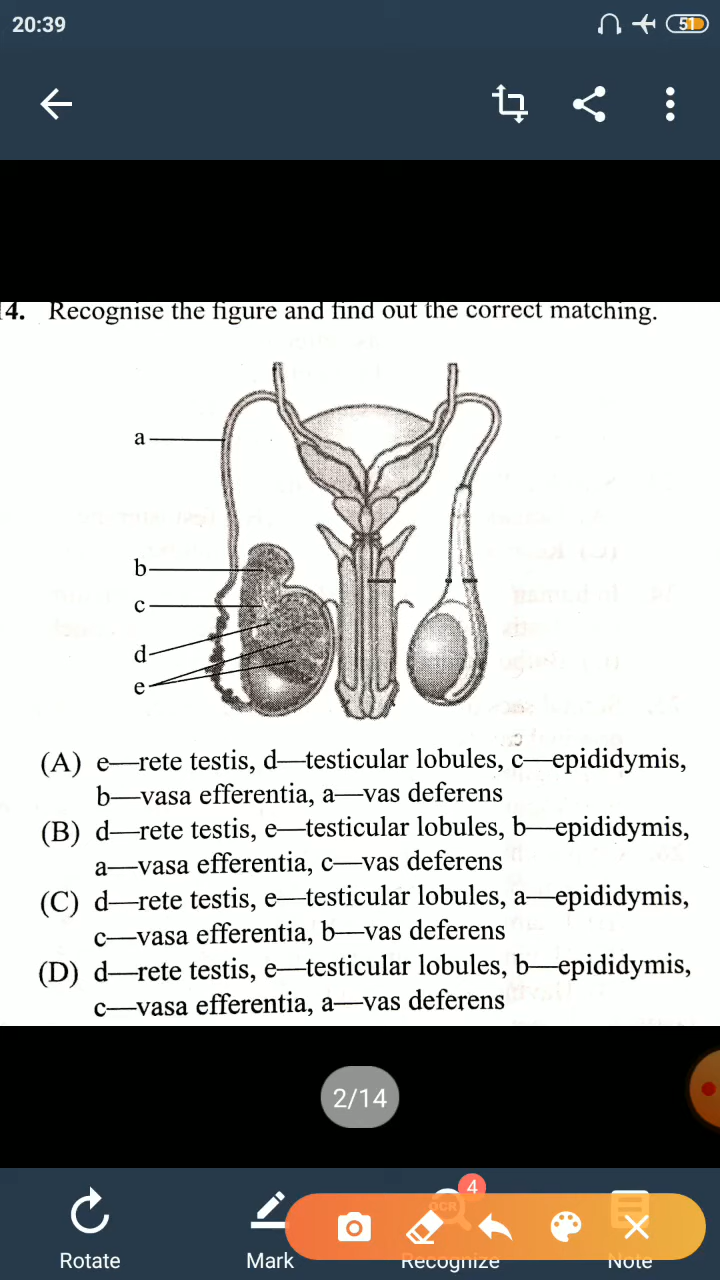 20:39
51
14. Recognise the figure and find out the correct matching.
a
b
c
d
e
(A) e—rete testis, d—testicular lobules, c—epididymis,
b—vasa efferentia, a—vas deferens
(B) d—rete testis, e—testicular lobules, b—epididymis,
a—vasa efferentia, c—vas deferens
(C) d—rete testis, e—testicular lobules, a—epididymis,
c—vasa efferentia, b—vas deferens
(D) d—rete testis, e—testicular lobules, b—epididymis,
c—vasa efferentia, a—vas deferens
2/14
4
OCR
Rotate
Mark
Recognize
Note